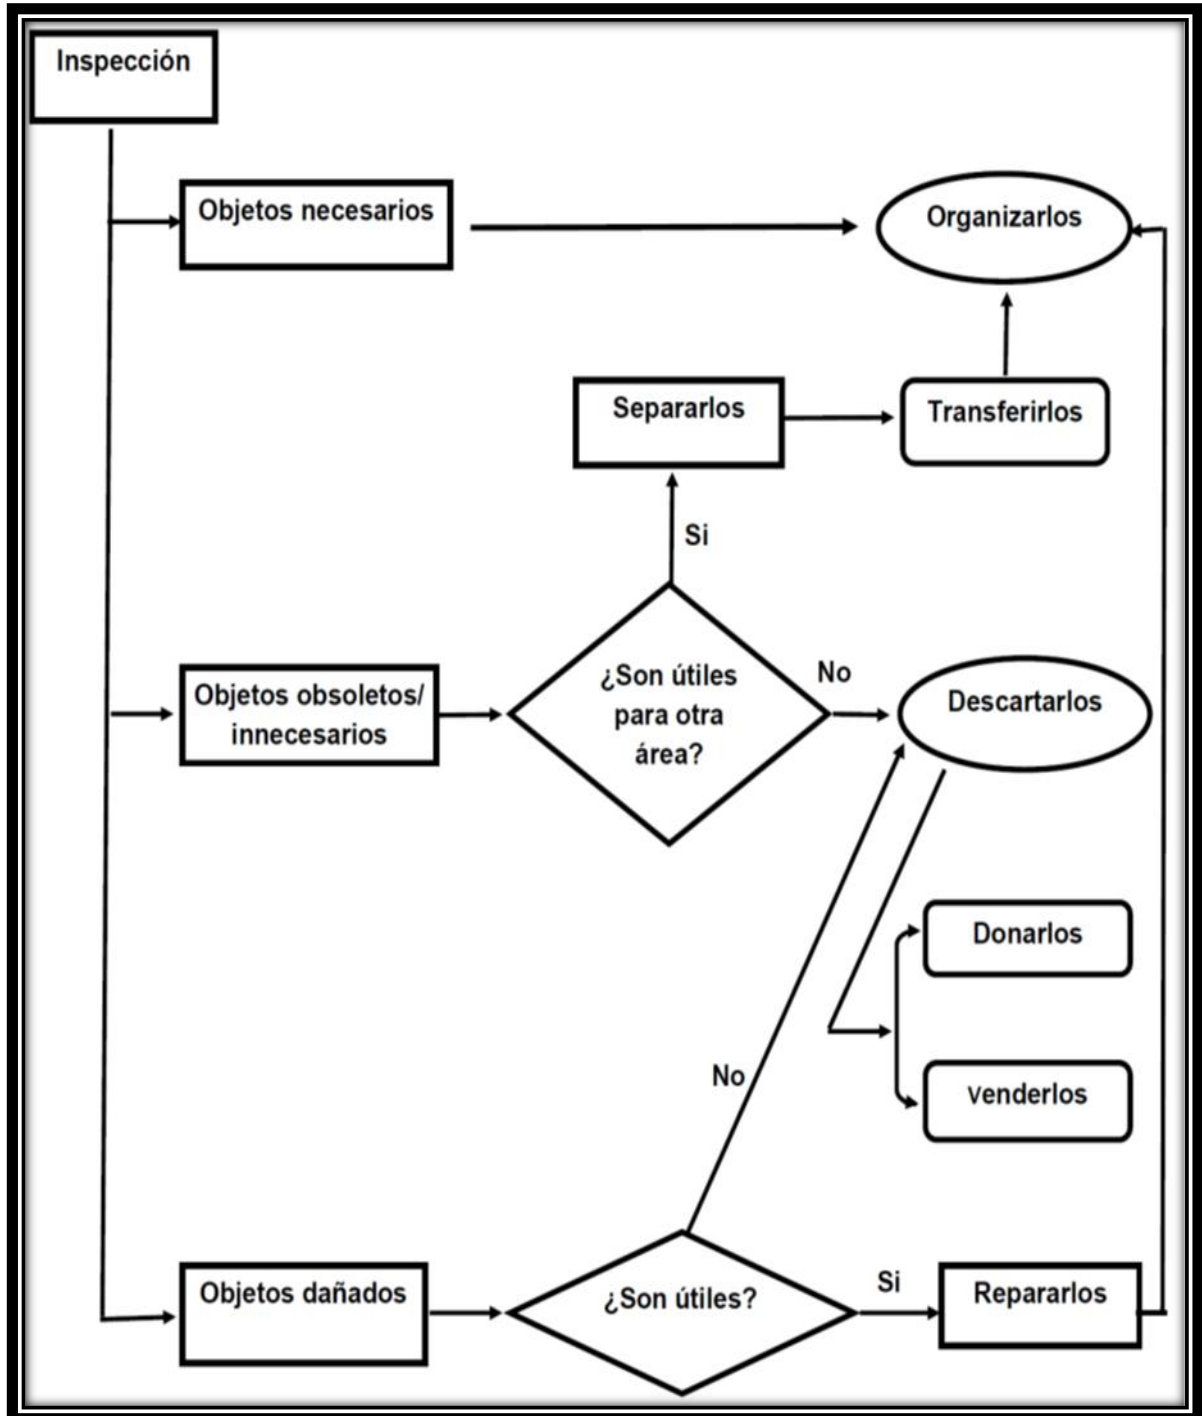 Inspección
Objetos necesarios
Organizarlos
Separarlos
Transferirlos
Si
Objetos obsoletos/
innecesarios
¿Son útiles
para otra
área?
No
Descartarlos
Donarlos
No
Venderlos
Objetos dañados
¿Son útiles?
Si
Repararlos